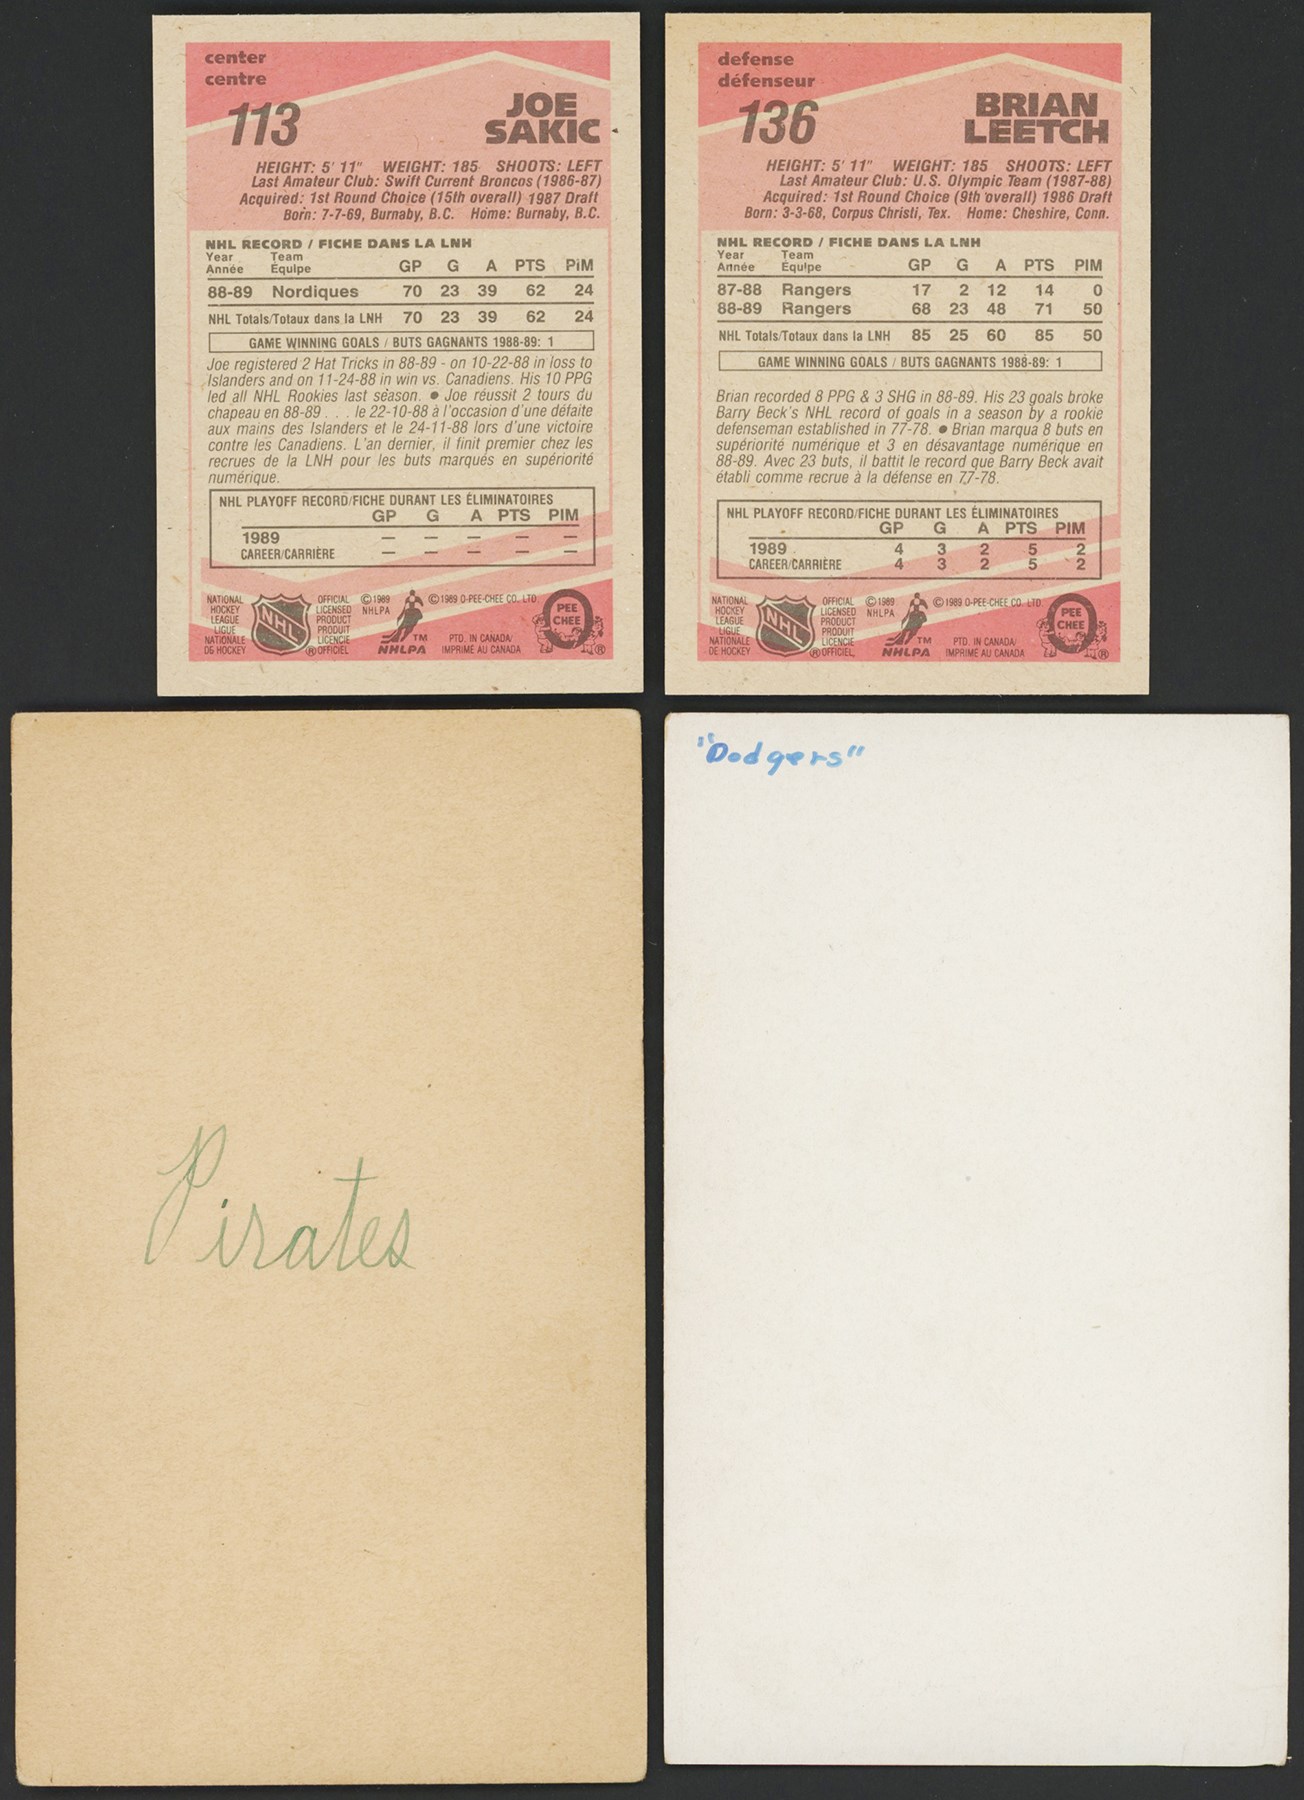 center
centre
113
JOE
SAKIC
HEIGHT: 5' 11" WEIGHT: 185 SHOOTS: LEFT
Last Amateur Club: Swift Current Broncos (1986-87)
Acquired: 1st Round Choice (15th overall) 1987 Draft
Born: 7-7-69, Burnaby, B.C. Home: Burnaby, B.C.
NHL RECORD / FICHE DANS LA LNH
Year Team
Année Équipe GP G A PTS PiM
88-89 Nordiques 70 23 39 62 24
NHL Totals/Totaux dans la LNH 70 23 39 62 24
GAME WINNING GOALS / BUTS GAGNANTS 1988-89: 1
Joe registered 2 Hat Tricks in 88-89 - on 10-22-88 in loss to
Islanders and on 11-24-88 in win vs. Canadiens. His 10 PPG
led all NHL Rookies last season. ● Joe réussit 2 tours du
chapeau en 88-89 . . . le 22-10-88 à l'occasion d'une défaite
aux mains des Islanders et le 24-11-88 lors d'une victoire
contre les Canadiens. L'an dernier, il finit premier chez les
recrues de la LNH pour les buts marqués en supériorité
numérique.
NHL PLAYOFF RECORD/FICHE DURANT LES ÉLIMINATOIRES
GP G A PTS PIM
1989 — — — — —
CAREER/CARRIÈRE — — — — —
NATIONAL
HOCKEY
LEAGUE
LIGUE
NATIONALE
DE HOCKEY
NHL
OFFICIAL
LICENSED
PRODUCT
PRODUIT
LICENCIÉ
®OFFICIEL
©1989
NHLPA
TM
NHLPA
©1989 O-PEE-CHEE CO. LTD.
PTD. IN CANADA/
IMPRIMÉ AU CANADA
O
PEE
CHEE
®
defense
défenseur
136
BRIAN
LEETCH
HEIGHT: 5' 11" WEIGHT: 185 SHOOTS: LEFT
Last Amateur Club: U.S. Olympic Team (1987-88)
Acquired: 1st Round Choice (9th overall) 1986 Draft
Born: 3-3-68, Corpus Christi, Tex. Home: Cheshire, Conn.
NHL RECORD / FICHE DANS LA LNH
Year Team
Année Équipe GP G A PTS PIM
87-88 Rangers 17 2 12 14 0
88-89 Rangers 68 23 48 71 50
NHL Totals/Totaux dans la LNH 85 25 60 85 50
GAME WINNING GOALS / BUTS GAGNANTS 1988-89: 1
Brian recorded 8 PPG & 3 SHG in 88-89. His 23 goals broke
Barry Beck's NHL record of goals in a season by a rookie
defenseman established in 77-78. ● Brian marqua 8 buts en
supériorité numérique et 3 en désavantage numérique en
88-89. Avec 23 buts, il battit le record que Barry Beck avait
établi comme recrue à la défense en 77-78.
NHL PLAYOFF RECORD/FICHE DURANT LES ÉLIMINATOIRES
GP G A PTS PIM
1989 4 3 2 5 2
CAREER/CARRIÈRE 4 3 2 5 2
NATIONAL
HOCKEY
LEAGUE
LIGUE
NATIONALE
DE HOCKEY
NHL
OFFICIAL
LICENSED
PRODUCT
PRODUIT
LICENCIÉ
®OFFICIEL
©1989
NHLPA
TM
NHLPA
©1989 O-PEE-CHEE CO. LTD.
PTD. IN CANADA/
IMPRIMÉ AU CANADA
O
PEE
CHEE
®
Pirates
"Dodgers"